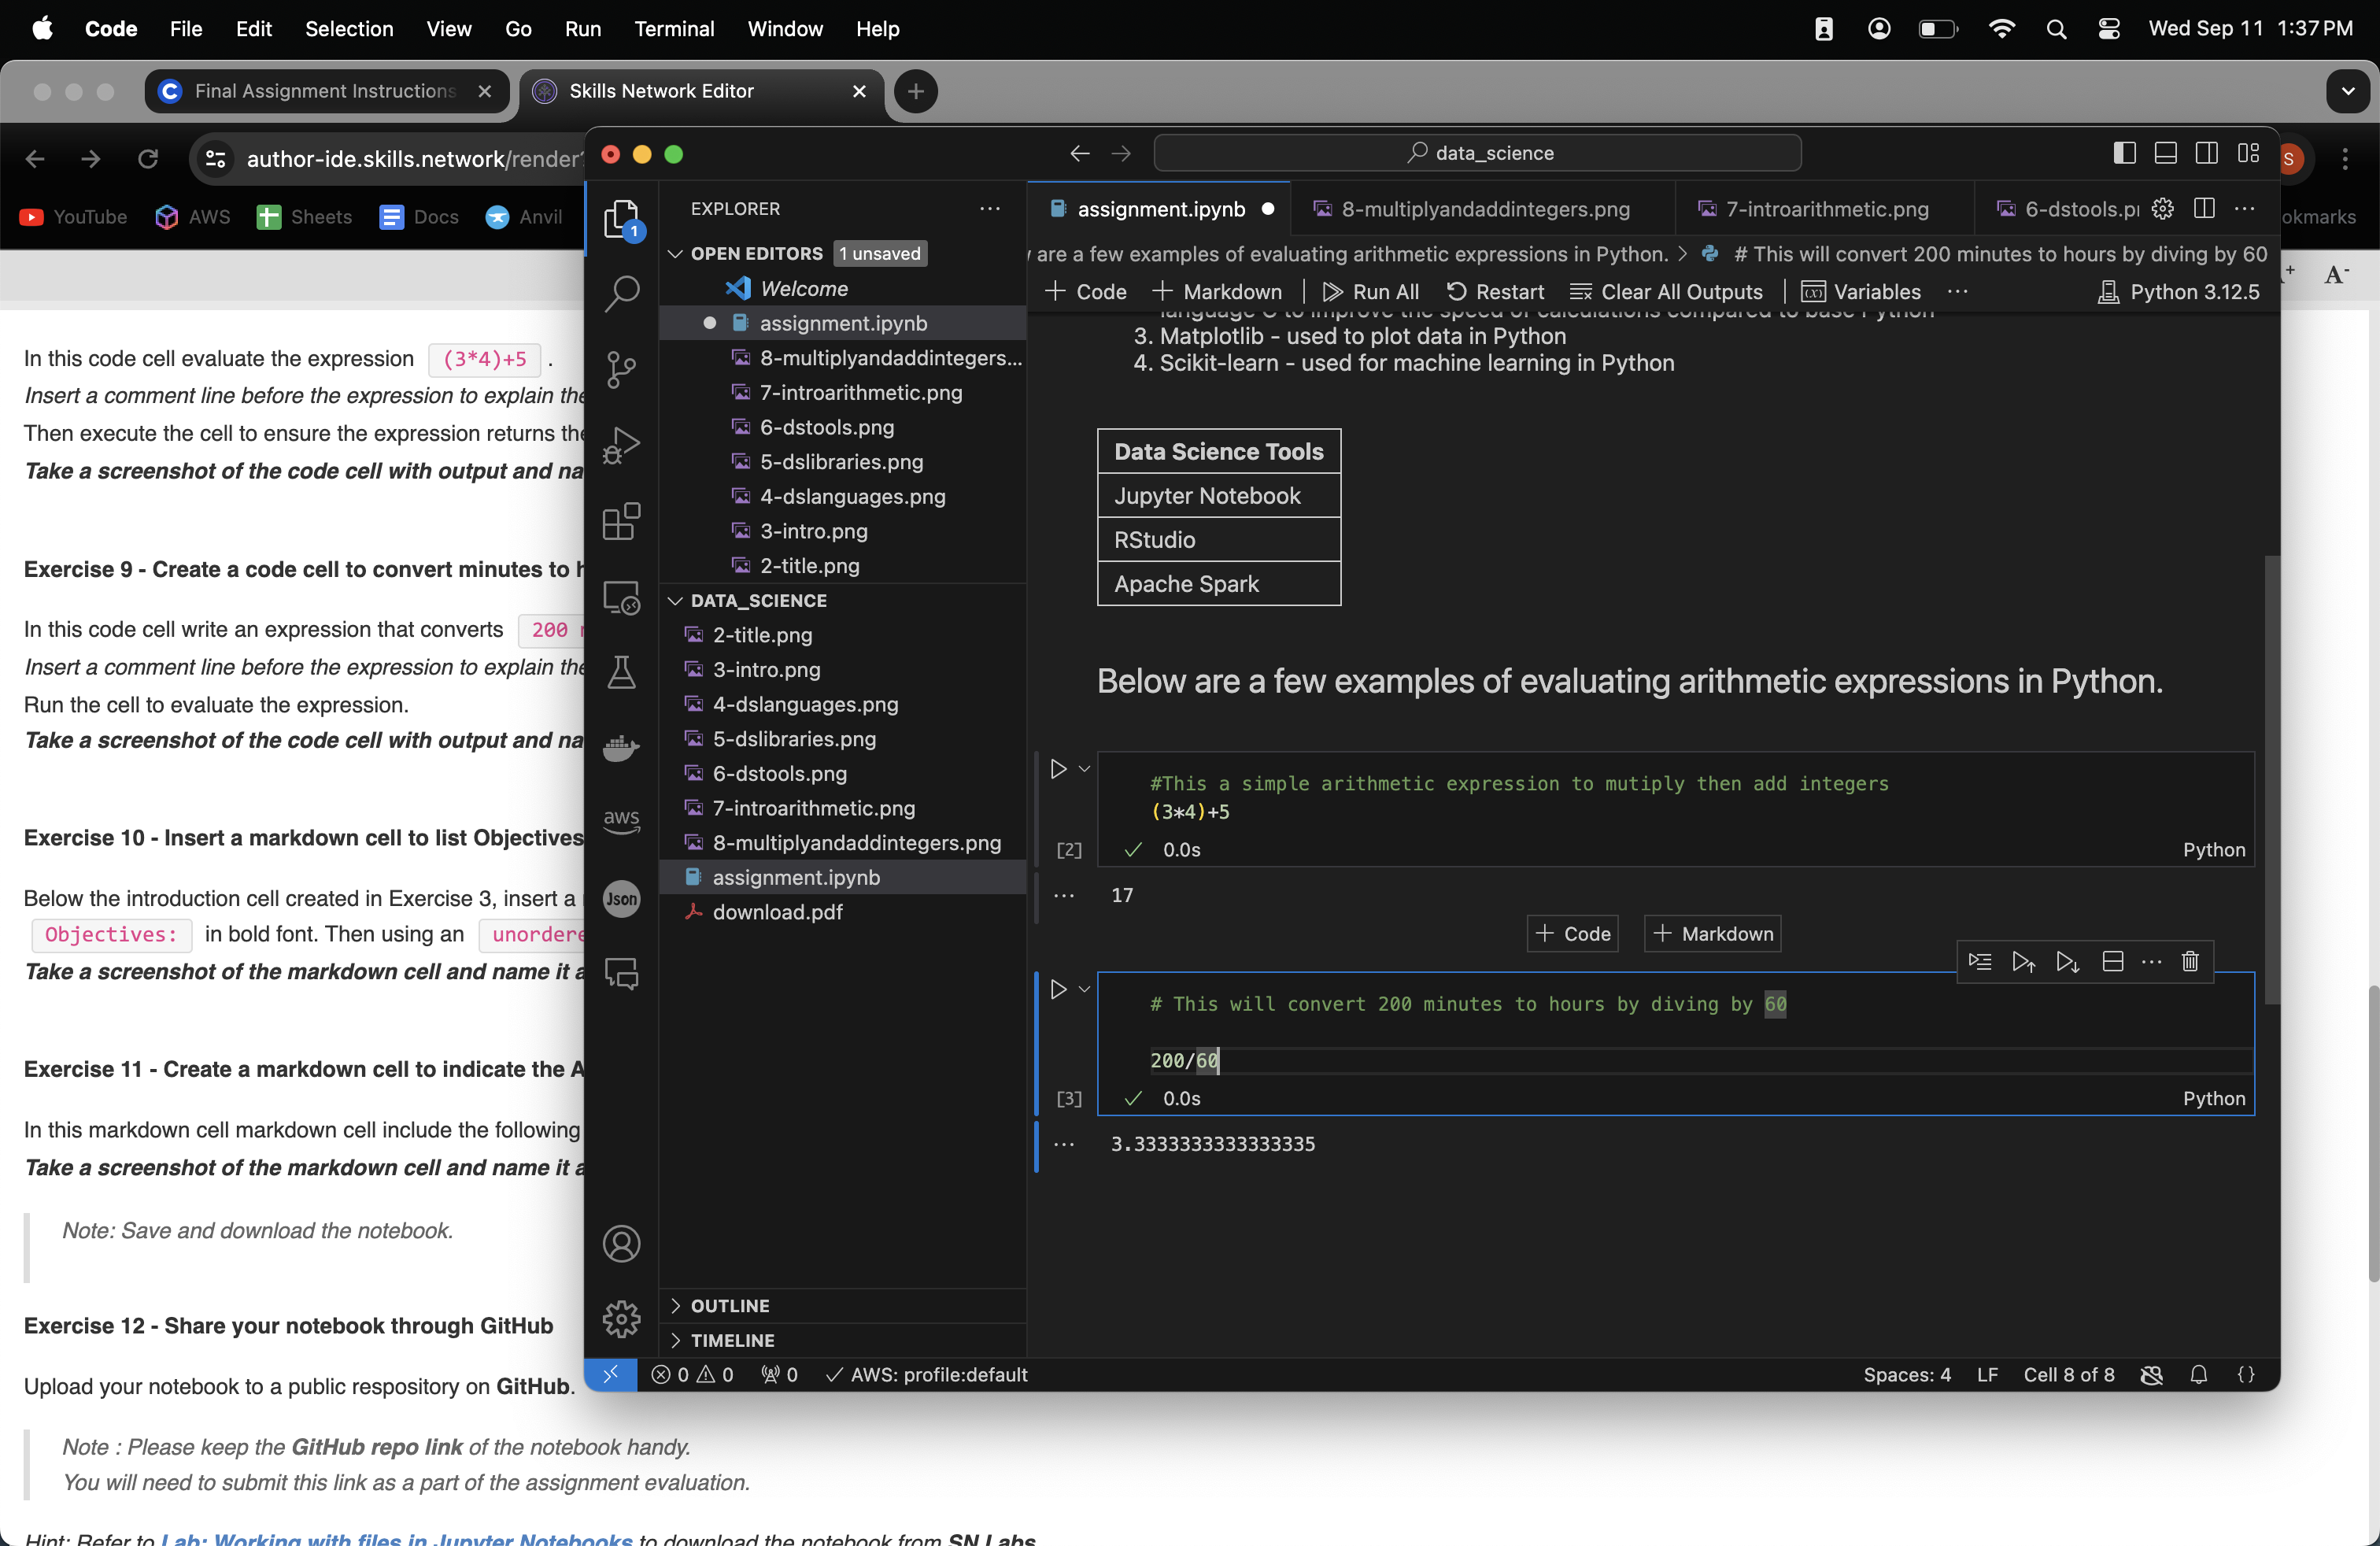 Code File Edit Selection View Go Run Terminal Window Help Wed Sep 11 1:37 PM
Final Assignment Instructions Skills Network Editor
author-ide.skills.network/render? data_science S
YouTube AWS Sheets Docs Anvil
EXPLORER
OPEN EDITORS 1 unsaved
Welcome
assignment.ipynb
8-multiplyandaddintegers...
7-introarithmetic.png
6-dstools.png
5-dslibraries.png
4-dslanguages.png
3-intro.png
2-title.png
DATA_SCIENCE
2-title.png
3-intro.png
4-dslanguages.png
5-dslibraries.png
6-dstools.png
7-introarithmetic.png
8-multiplyandaddintegers.png
assignment.ipynb
download.pdf
OUTLINE
TIMELINE
1
aws
Json
assignment.ipynb 8-multiplyandaddintegers.png 7-introarithmetic.png 6-dstools.p
are a few examples of evaluating arithmetic expressions in Python. > # This will convert 200 minutes to hours by diving by 60
+ Code + Markdown Run All Restart Clear All Outputs Variables ... Python 3.12.5
language C to improve the speed of calculations compared to base Python
3. Matplotlib - used to plot data in Python
4. Scikit-learn - used for machine learning in Python
Data Science Tools
Jupyter Notebook
RStudio
Apache Spark
Below are a few examples of evaluating arithmetic expressions in Python.
#This a simple arithmetic expression to mutiply then add integers
(3*4)+5
[2] 0.0s Python
17
+ Code + Markdown
# This will convert 200 minutes to hours by diving by 60
200/60
[3] 0.0s Python
3.3333333333333335
0 0 0 AWS: profile:default Spaces: 4 LF Cell 8 of 8
okmarks
A-
In this code cell evaluate the expression (3*4)+5 .
Insert a comment line before the expression to explain the
Then execute the cell to ensure the expression returns the
Take a screenshot of the code cell with output and na
Exercise 9 - Create a code cell to convert minutes to h
In this code cell write an expression that converts 200
Insert a comment line before the expression to explain the
Run the cell to evaluate the expression.
Take a screenshot of the code cell with output and na
Exercise 10 - Insert a markdown cell to list Objectives
Below the introduction cell created in Exercise 3, insert a
Objectives: in bold font. Then using an unordere
Take a screenshot of the markdown cell and name it a
Exercise 11 - Create a markdown cell to indicate the A
In this markdown cell markdown cell include the following
Take a screenshot of the markdown cell and name it a
Note: Save and download the notebook.
Exercise 12 - Share your notebook through GitHub
Upload your notebook to a public respository on GitHub.
Note : Please keep the GitHub repo link of the notebook handy.
You will need to submit this link as a part of the assignment evaluation.
Hint: Refer to Lab: Working with files in Jupyter Notebooks to download the notebook from SN Labs